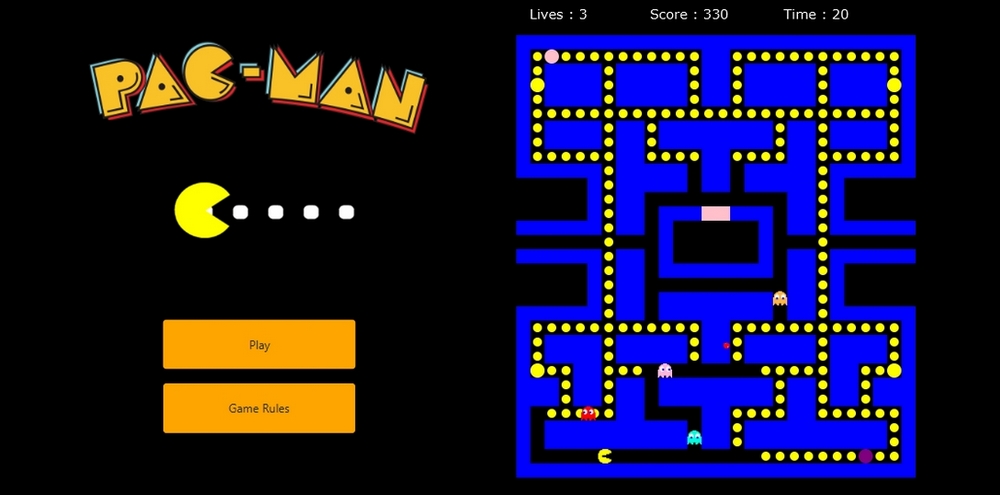 PAC-MAN
Play
Game Rules
Lives : 3
Score : 330
Time : 20